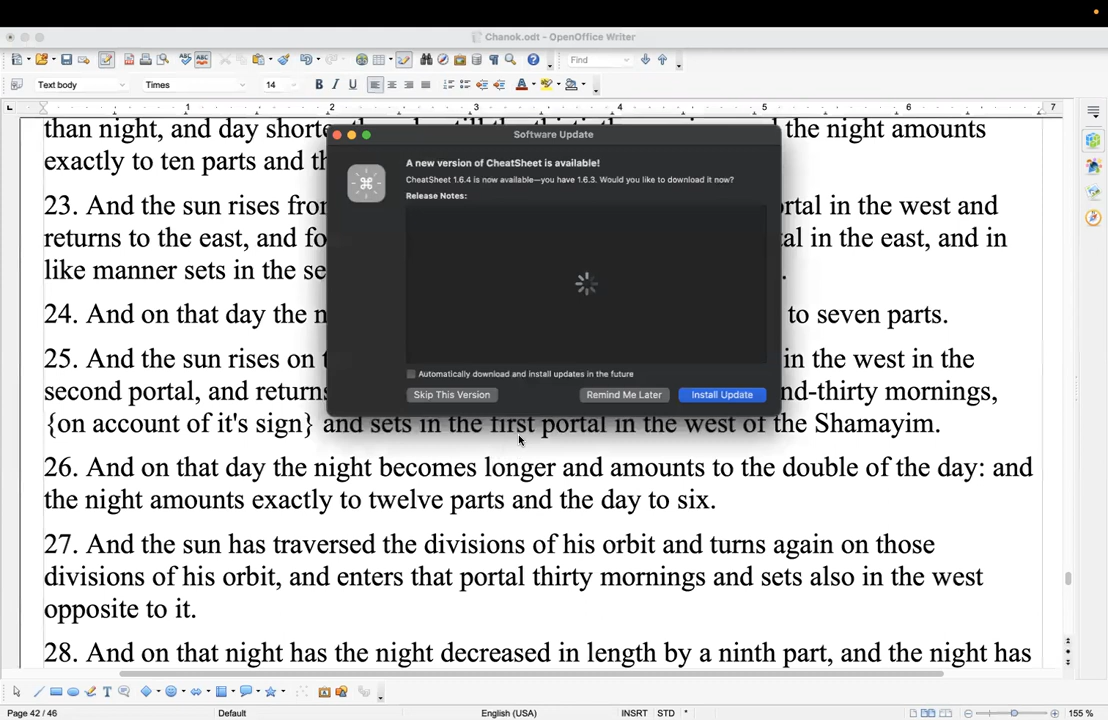 Chanok.odt - OpenOffice Writer
Find
Text body Times 14
1 2 3 4 5 6 7
Software Update
A new version of CheatSheet is available!
CheatSheet 1.6.4 is now available—you have 1.6.3. Would you like to download it now?
Release Notes:
Automatically download and install updates in the future
Skip This Version Remind Me Later Install Update
than night, and day shorte the night amounts
exactly to ten parts and th
23. And the sun rises from rtal in the west and
returns to the east, and fo al in the east, and in
like manner sets in the se
24. And on that day the n to seven parts.
25. And the sun rises on t in the west in the
second portal, and returns nd-thirty mornings,
{on account of it's sign} and sets in the first portal in the west of the Shamayim.
26. And on that day the night becomes longer and amounts to the double of the day: and
the night amounts exactly to twelve parts and the day to six.
27. And the sun has traversed the divisions of his orbit and turns again on those
divisions of his orbit, and enters that portal thirty mornings and sets also in the west
opposite to it.
28. And on that night has the night decreased in length by a ninth part, and the night has
Page 42 / 46 Default English (USA) INSRT STD * 155 %